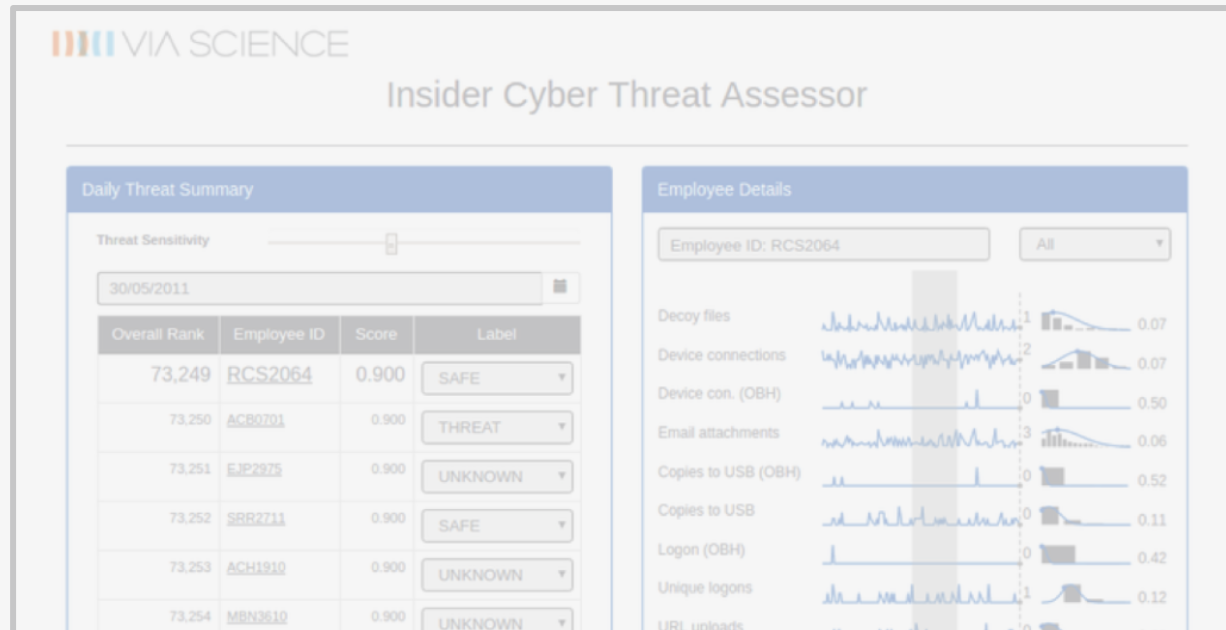 VIA SCIENCE
Insider Cyber Threat Assessor
Daily Threat Summary
Threat Sensitivity
30/05/2011
Overall Rank Employee ID Score Label
73,249 RCS2064 0.900 SAFE
73,250 ACB0701 0.900 THREAT
73,251 EJP2975 0.900 UNKNOWN
73,252 SRR2711 0.900 SAFE
73,253 ACH1910 0.900 UNKNOWN
73,254 MBN3610 0.900 UNKNOWN
Employee Details
Employee ID: RCS2064 All
Decoy files 1 0.07
Device connections 2 0.07
Device con. (OBH) 0 0.50
Email attachments 3 0.06
Copies to USB (OBH) 0 0.52
Copies to USB 0 0.11
Logon (OBH) 0 0.42
Unique logons 1 0.12
URL uploads 0